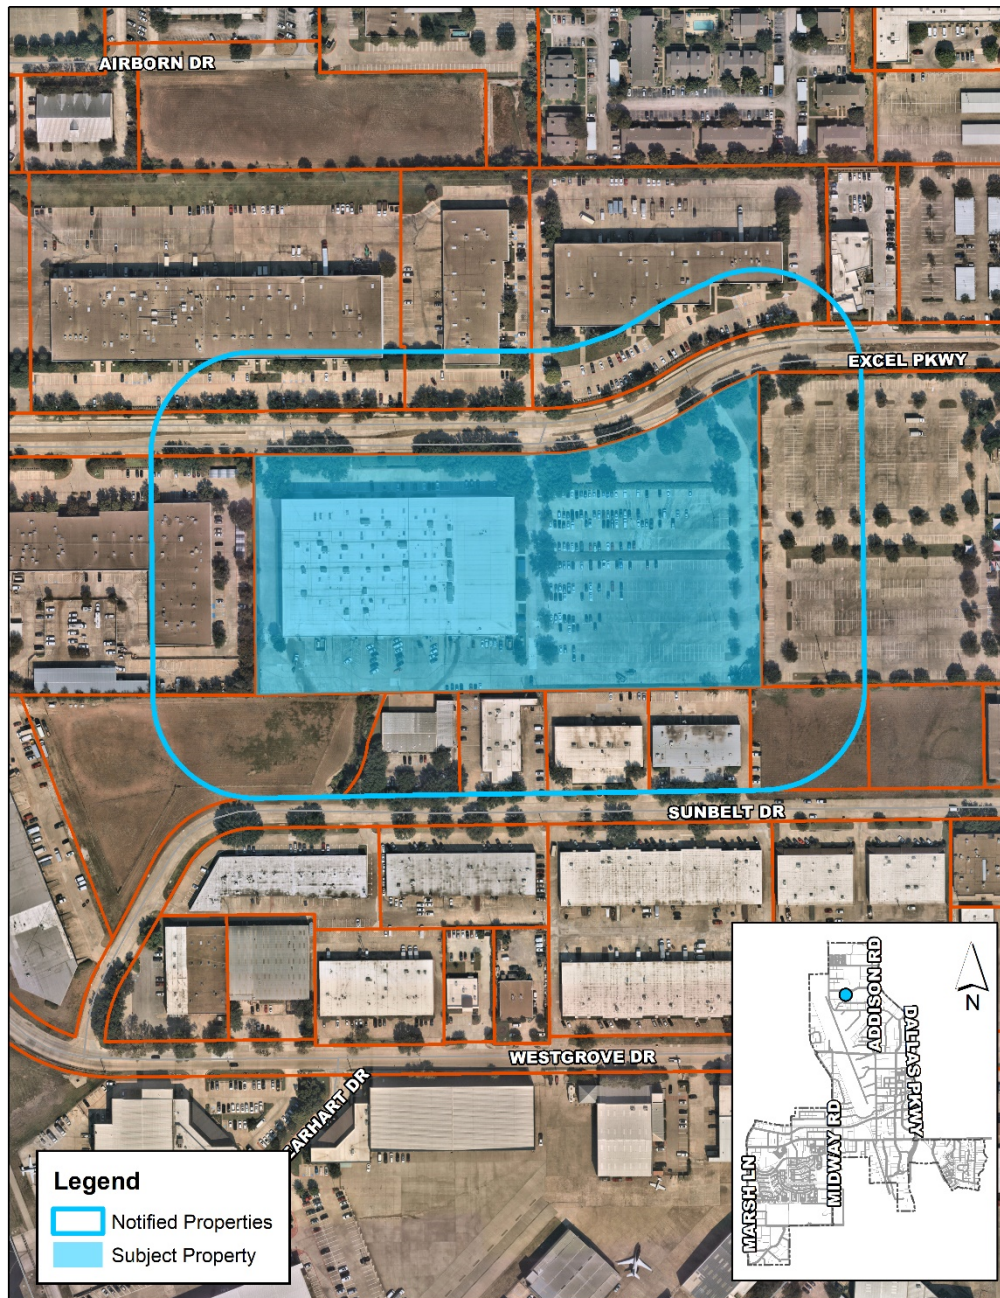 AIRBORN DR
EXCEL PKWY
SUNBELT DR
WESTGROVE DR
EARHART DR
Legend
Notified Properties
Subject Property
ADDISON RD
DALLAS PKWY
MIDWAY RD
MARSH LN
N